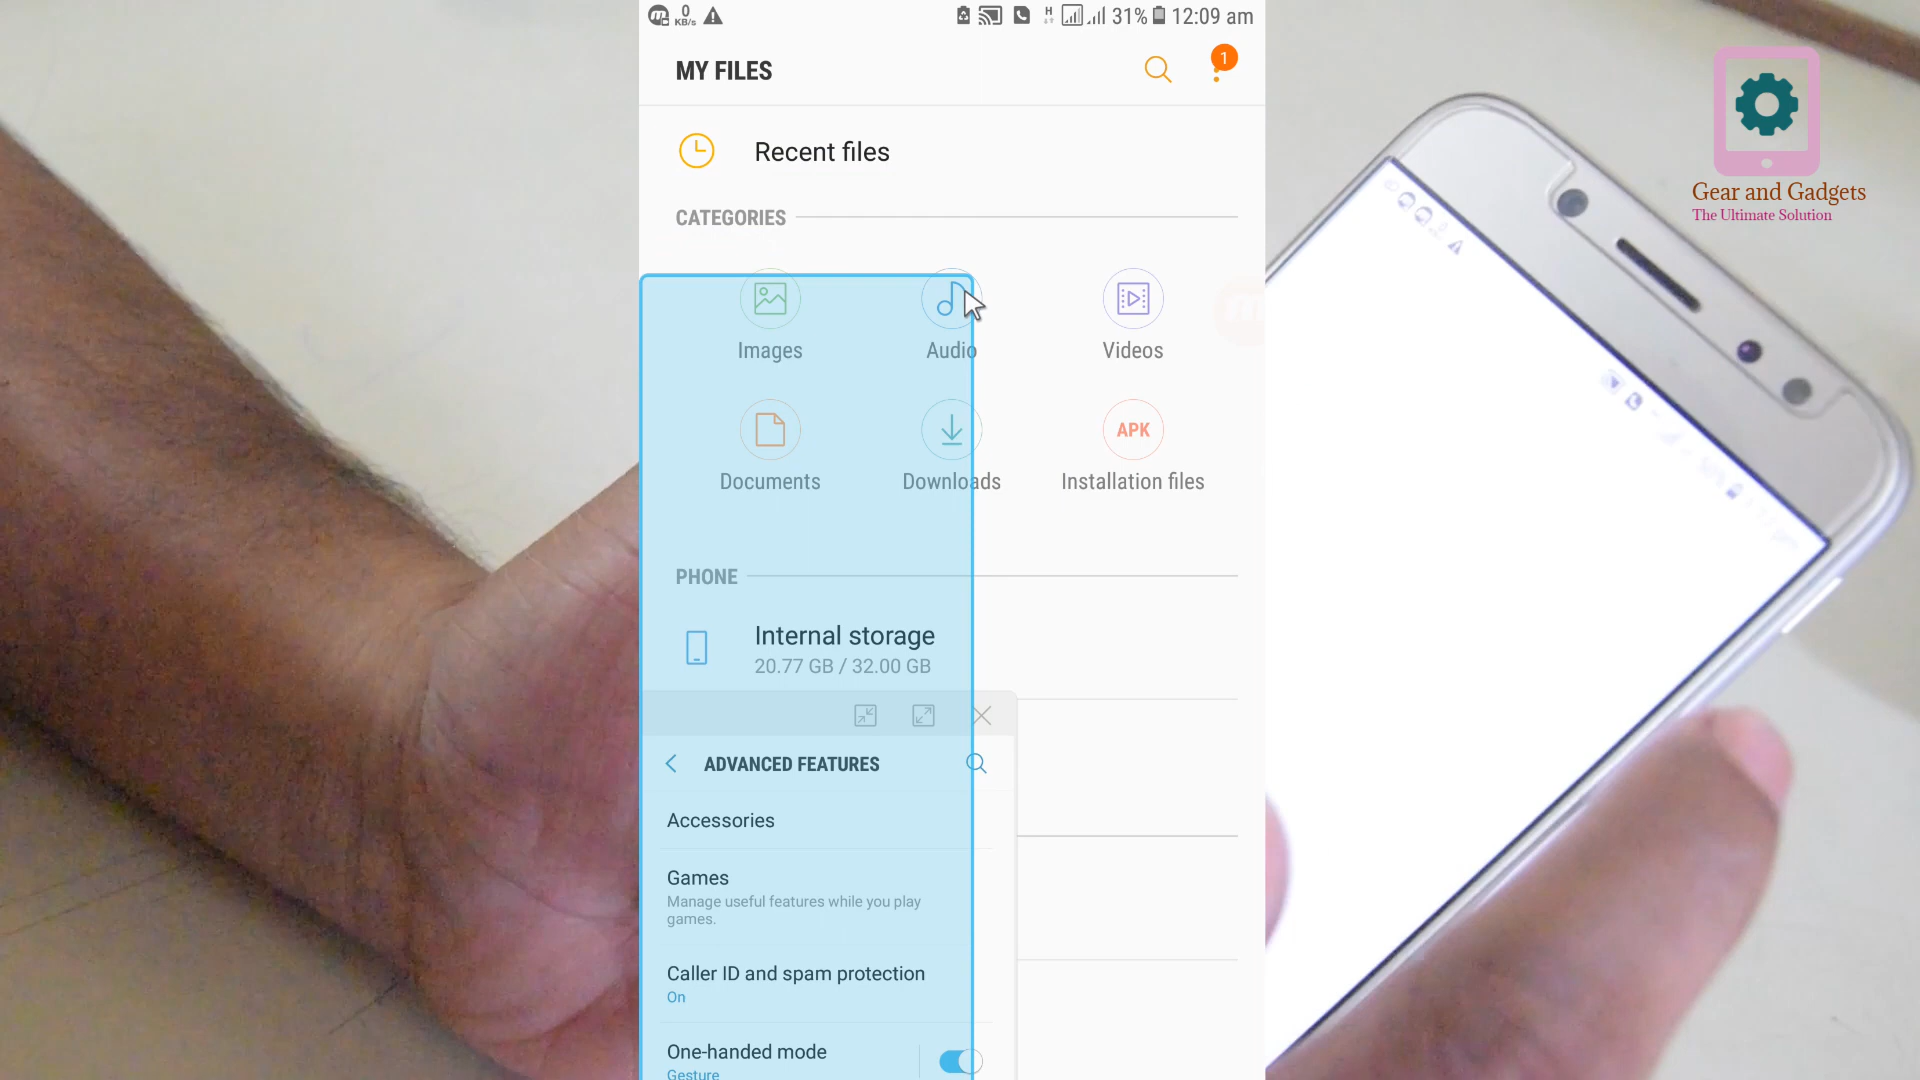 0
KB/s
31% 12:09 am
MY FILES
1
Recent files
CATEGORIES
Images
Audio
Videos
Documents
Downloads
APK
Installation files
PHONE
Internal storage
20.77 GB / 32.00 GB
ADVANCED FEATURES
Accessories
Games
Manage useful features while you play
games.
Caller ID and spam protection
On
One-handed mode
Gesture
Gear and Gadgets
The Ultimate Solution